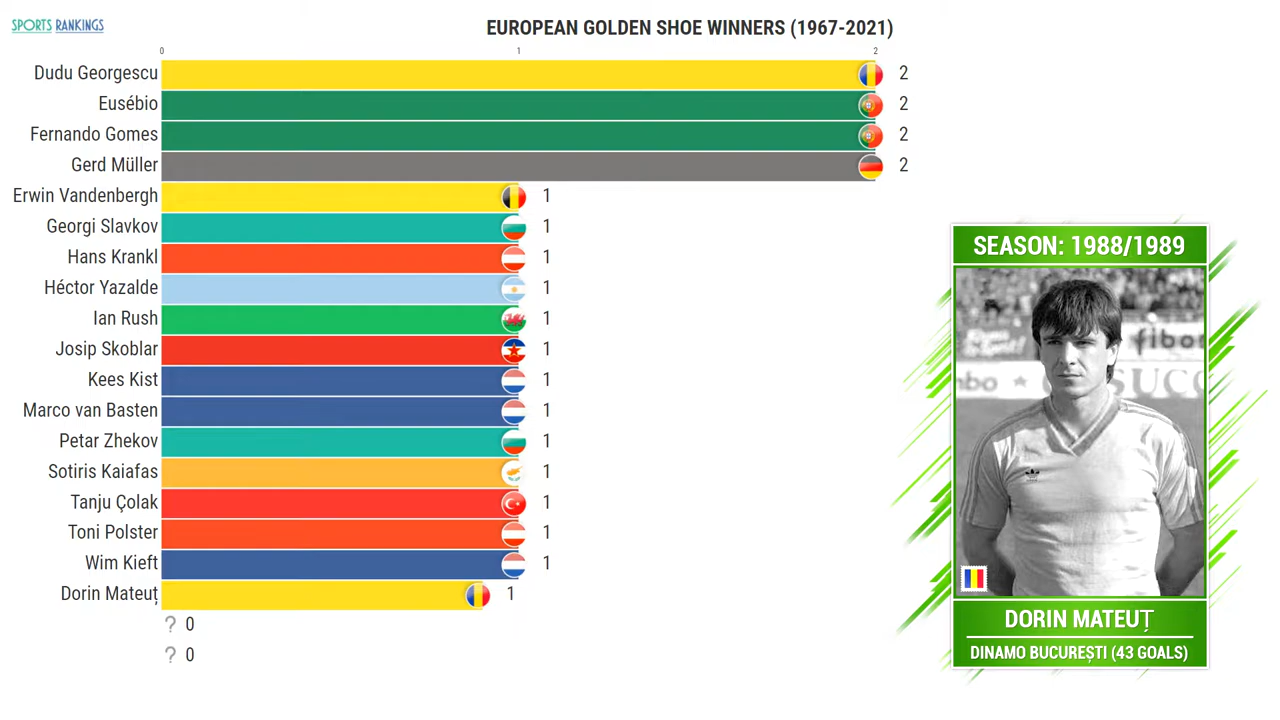 SPORTS RANKINGS
EUROPEAN GOLDEN SHOE WINNERS (1967-2021)
0 1 2
Dudu Georgescu 2
Eusébio 2
Fernando Gomes 2
Gerd Müller 2
Erwin Vandenbergh 1
Georgi Slavkov 1
Hans Krankl 1
Héctor Yazalde 1
Ian Rush 1
Josip Skoblar 1
Kees Kist 1
Marco van Basten 1
Petar Zhekov 1
Sotiris Kaiafas 1
Tanju Çolak 1
Toni Polster 1
Wim Kieft 1
Dorin Mateuț 1
? 0
? 0
SEASON: 1988/1989
DORIN MATEUȚ
DINAMO BUCUREȘTI (43 GOALS)